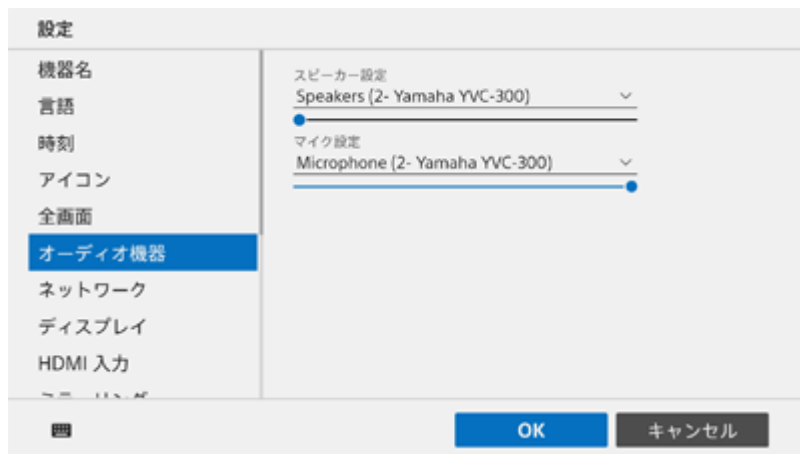 設定
機器名
言語
時刻
アイコン
全画面
オーディオ機器
ネットワーク
ディスプレイ
HDMI 入力
スピーカー設定
Speakers (2- Yamaha YVC-300)
マイク設定
Microphone (2- Yamaha YVC-300)
OK
キャンセル